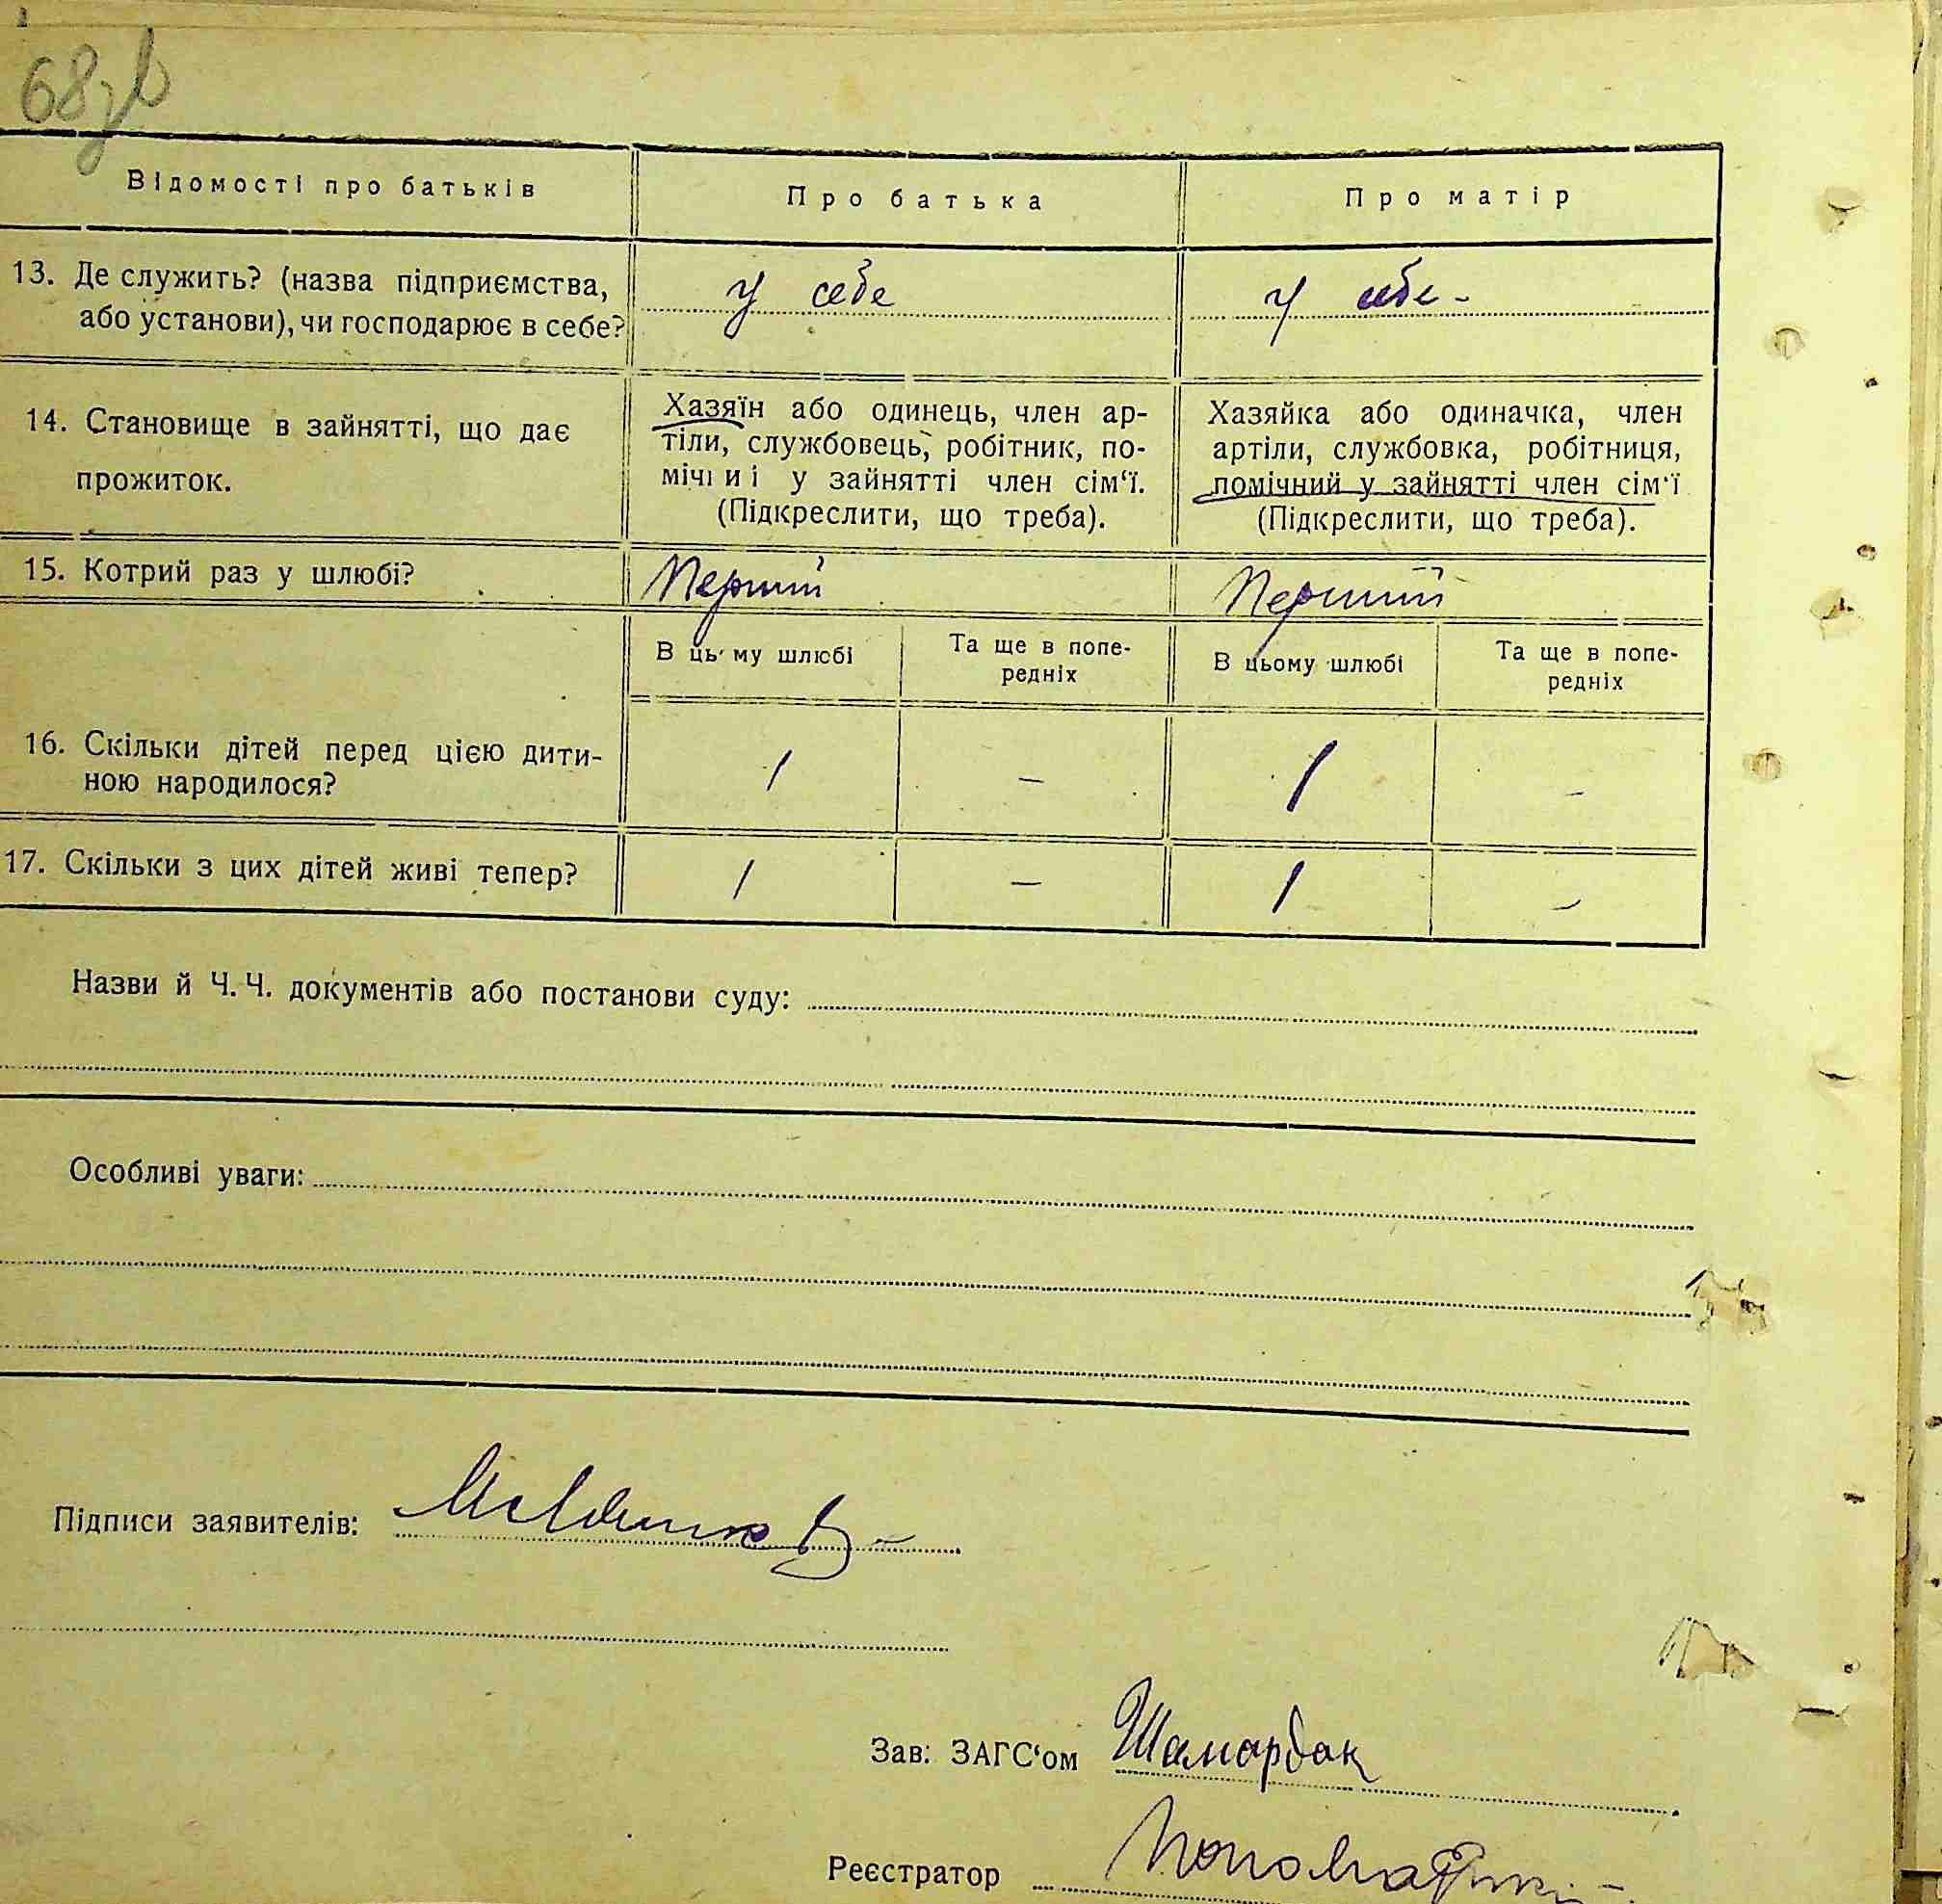 68зв
Відомості про батьків
Про батька
Про матір
13. Де служить? (назва підприємства,
або установи), чи господарює в себе?
у себе
у себе -
14. Становище в зайнятті, що дає
прожиток.
Хазяїн або одинець, член ар-
тіли, службовець, робітник, по-
мічниі у зайнятті член сім'ї.
(Підкреслити, що треба).
Хазяйка або одиначка, член
артіли, службовка, робітниця,
помічний у зайнятті член сім'ї
(Підкреслити, що треба).
15. Котрий раз у шлюбі?
Перший
Перший
В цьому шлюбі
Та ще в попе-
редніх
В цьому шлюбі
Та ще в попе-
редніх
16. Скільки дітей перед цією дити-
ною народилося?
1
–
1
–
17. Скільки з цих дітей живі тепер?
1
–
1
–
Назви й Ч.Ч. документів або постанови суду:
Особливі уваги:
Підписи заявителів:
Зав: ЗАГС'ом Шамардак
Реєстратор